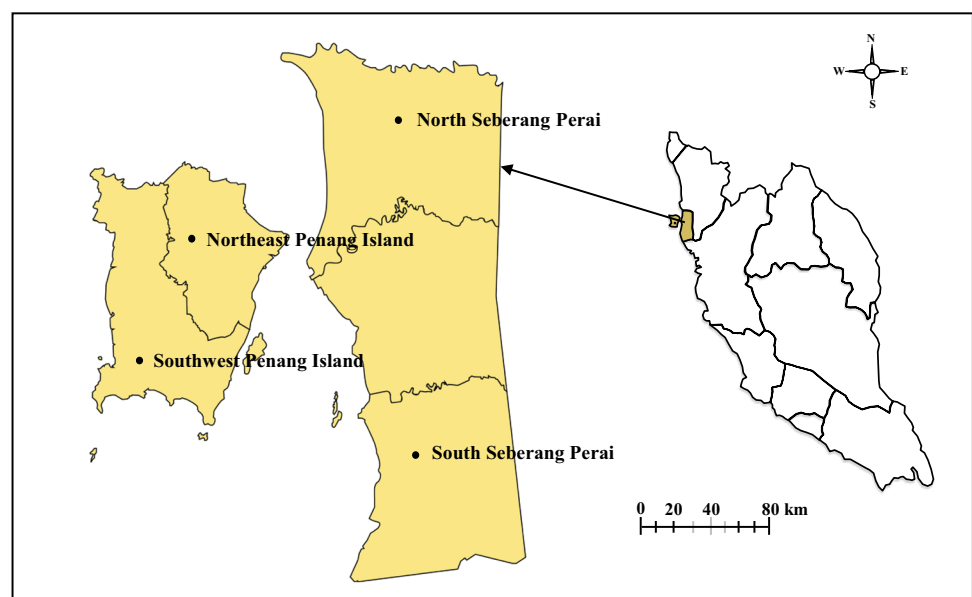 N
W E
S
North Seberang Perai
Northeast Penang Island
Southwest Penang Island
South Seberang Perai
0 20 40 80 km